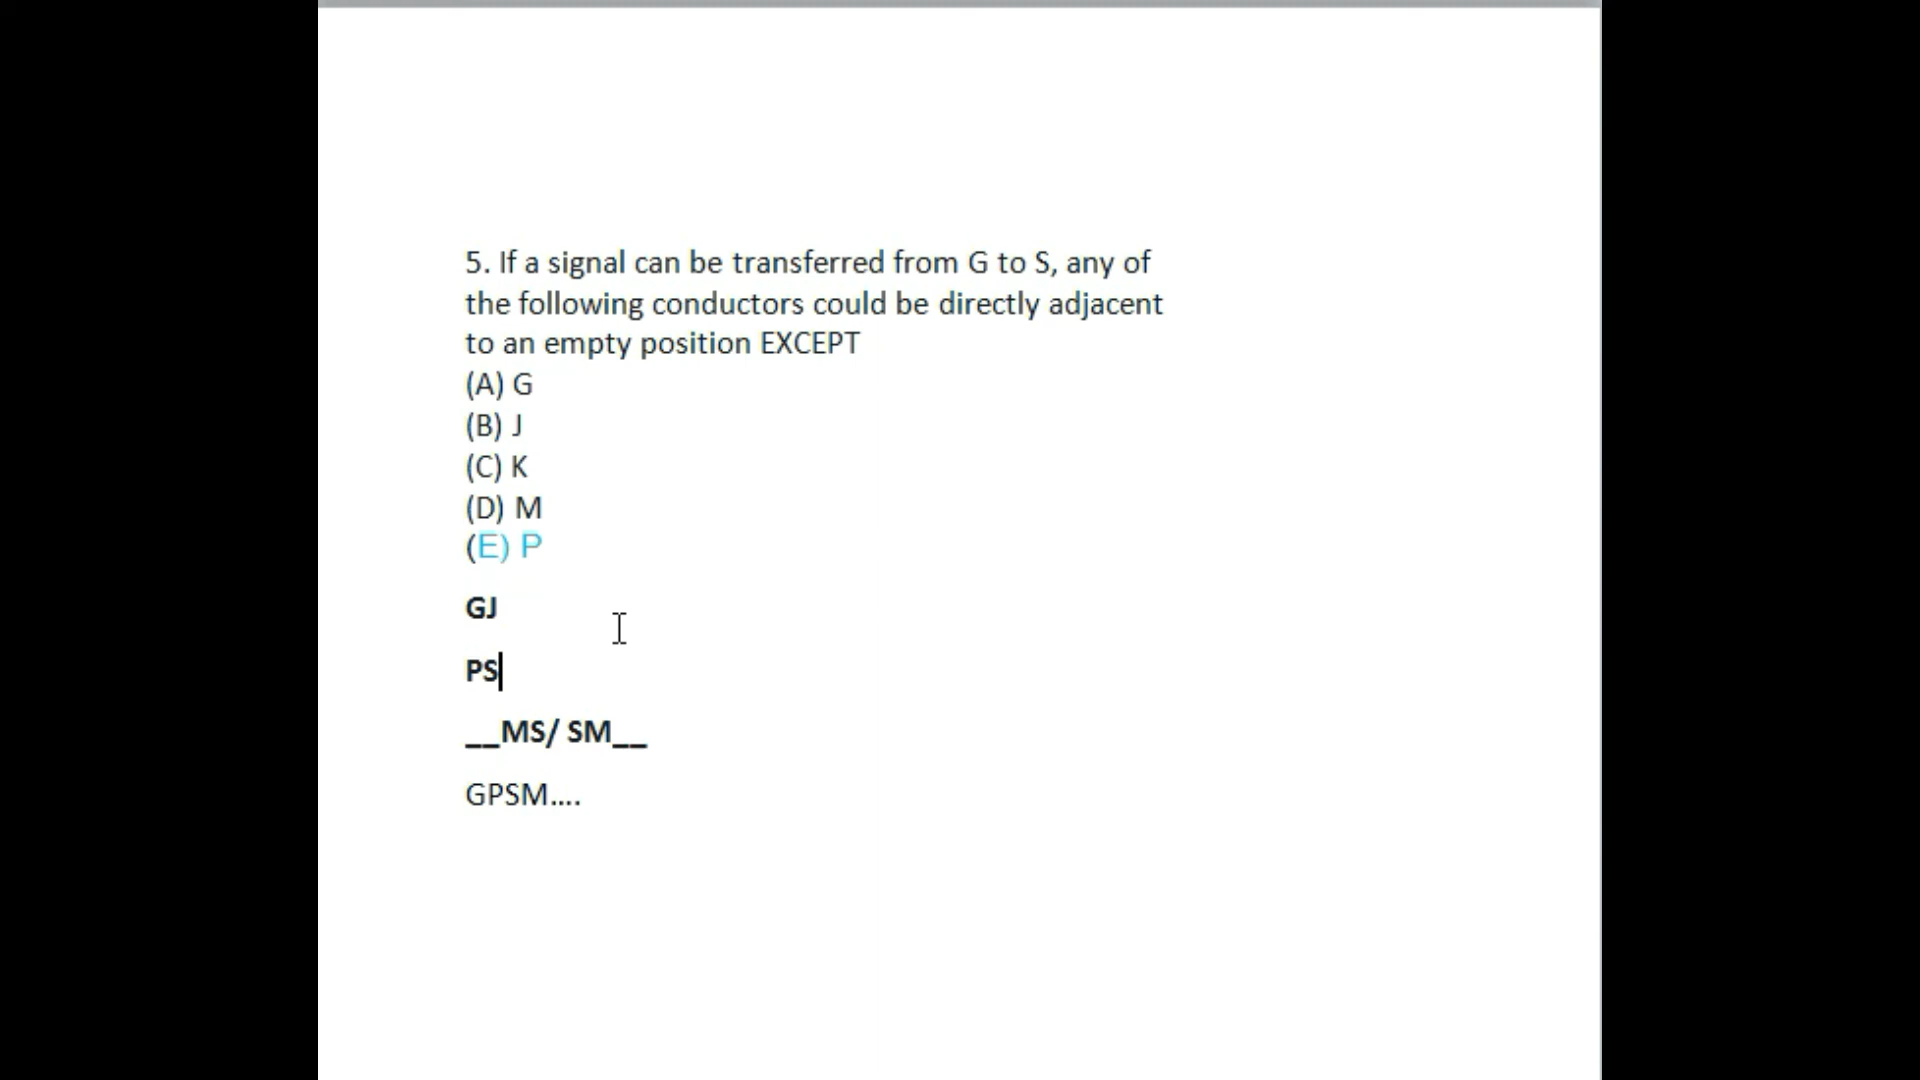 5. If a signal can be transferred from G to S, any of
the following conductors could be directly adjacent
to an empty position EXCEPT
(A) G
(B) J
(C) K
(D) M
(E) P
GJ
PS
__MS/ SM__
GPSM....